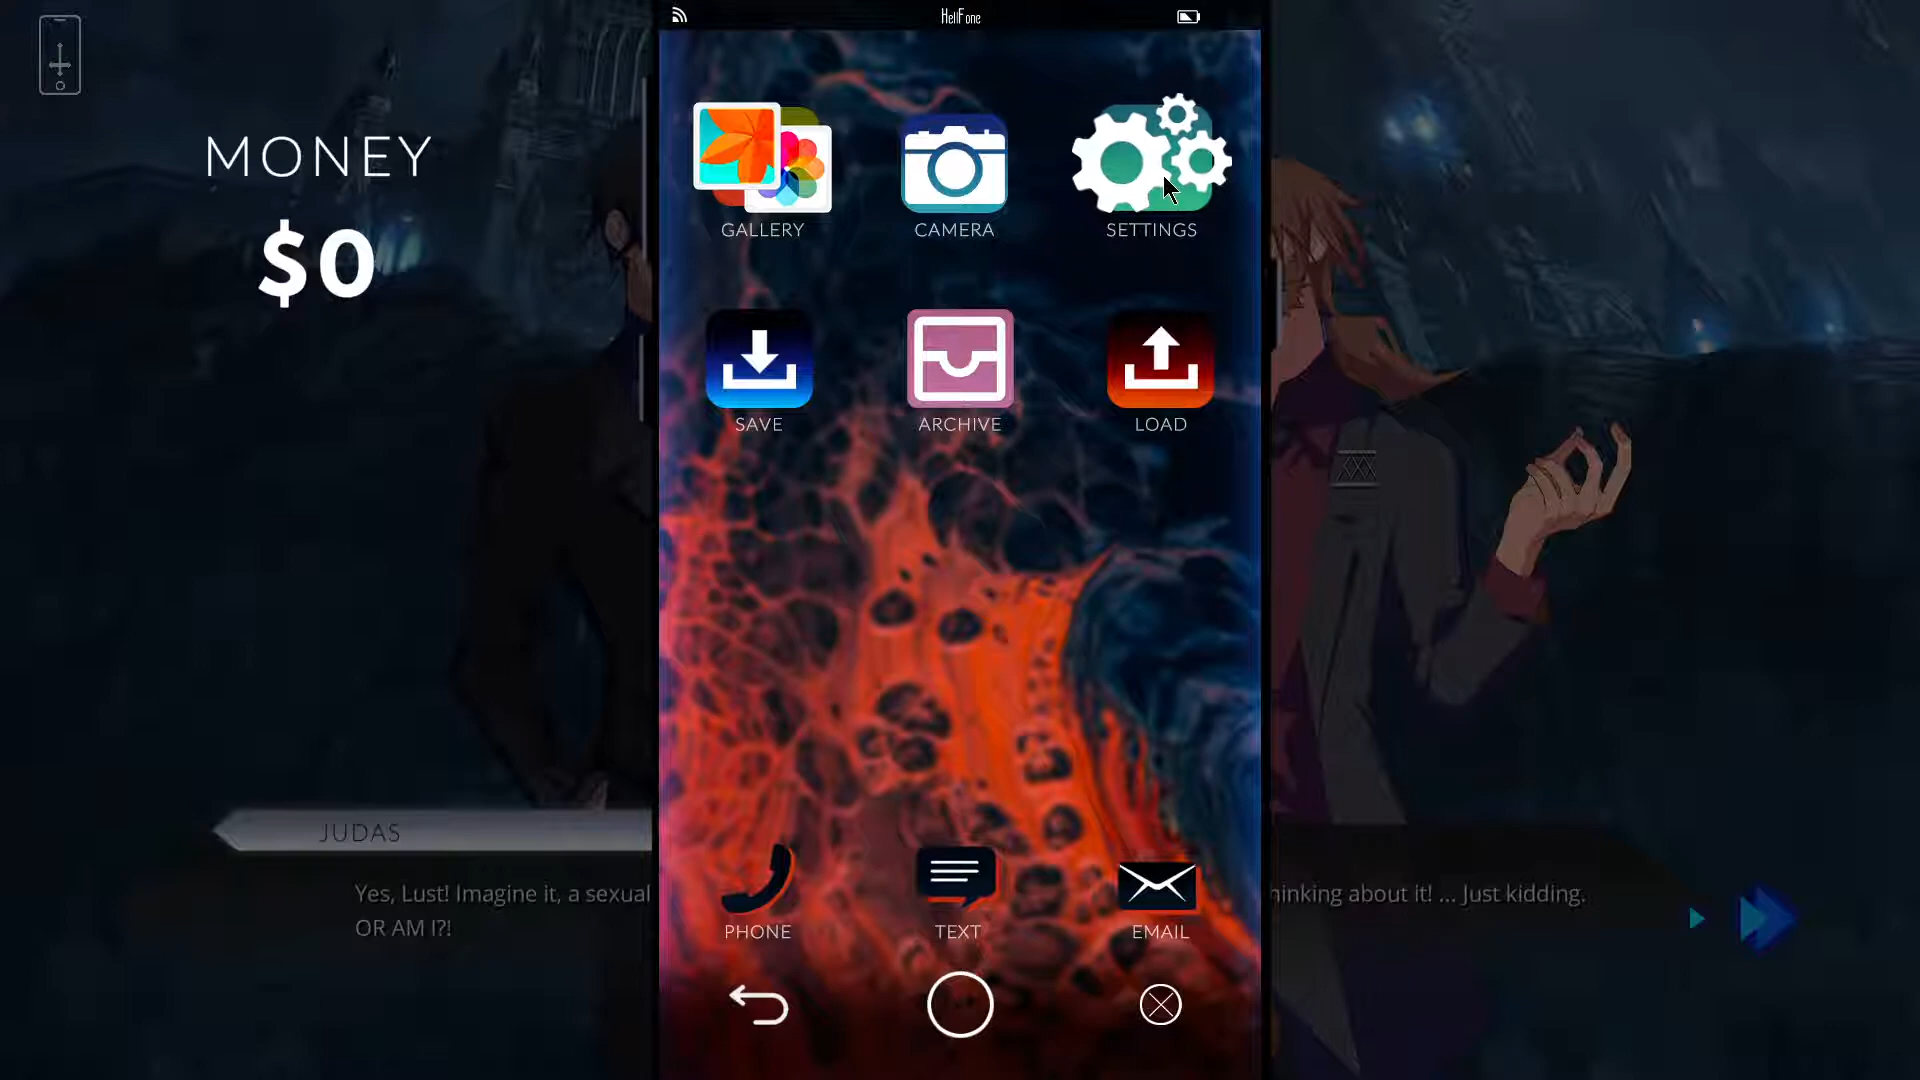 HellFone
MONEY
$0
GALLERY
CAMERA
SETTINGS
SAVE
ARCHIVE
LOAD
JUDAS
Yes, Lust! Imagine it, a sexual
hinking about it! ... Just kidding.
OR AM I?!
PHONE
TEXT
EMAIL